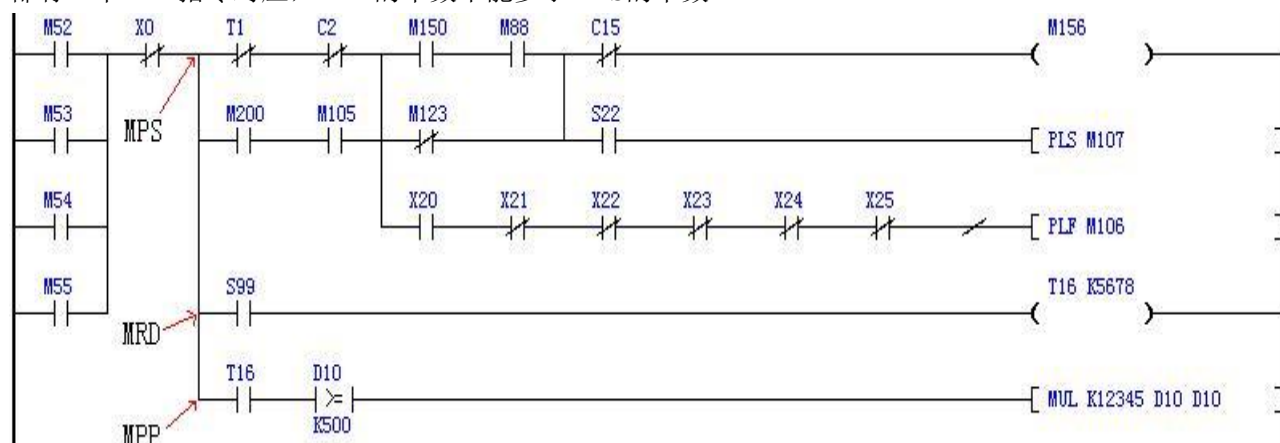 M52 X0 T1 C2 M150 M88 C15 M156
M53 MPS M200 M105 M123 S22 PLS M107
M54 X20 X21 X22 X23 X24 X25 PLF M106
M55 S99 T16 K5678
MRD
T16 D10 >= MUL K12345 D10 D10
K500
MPP